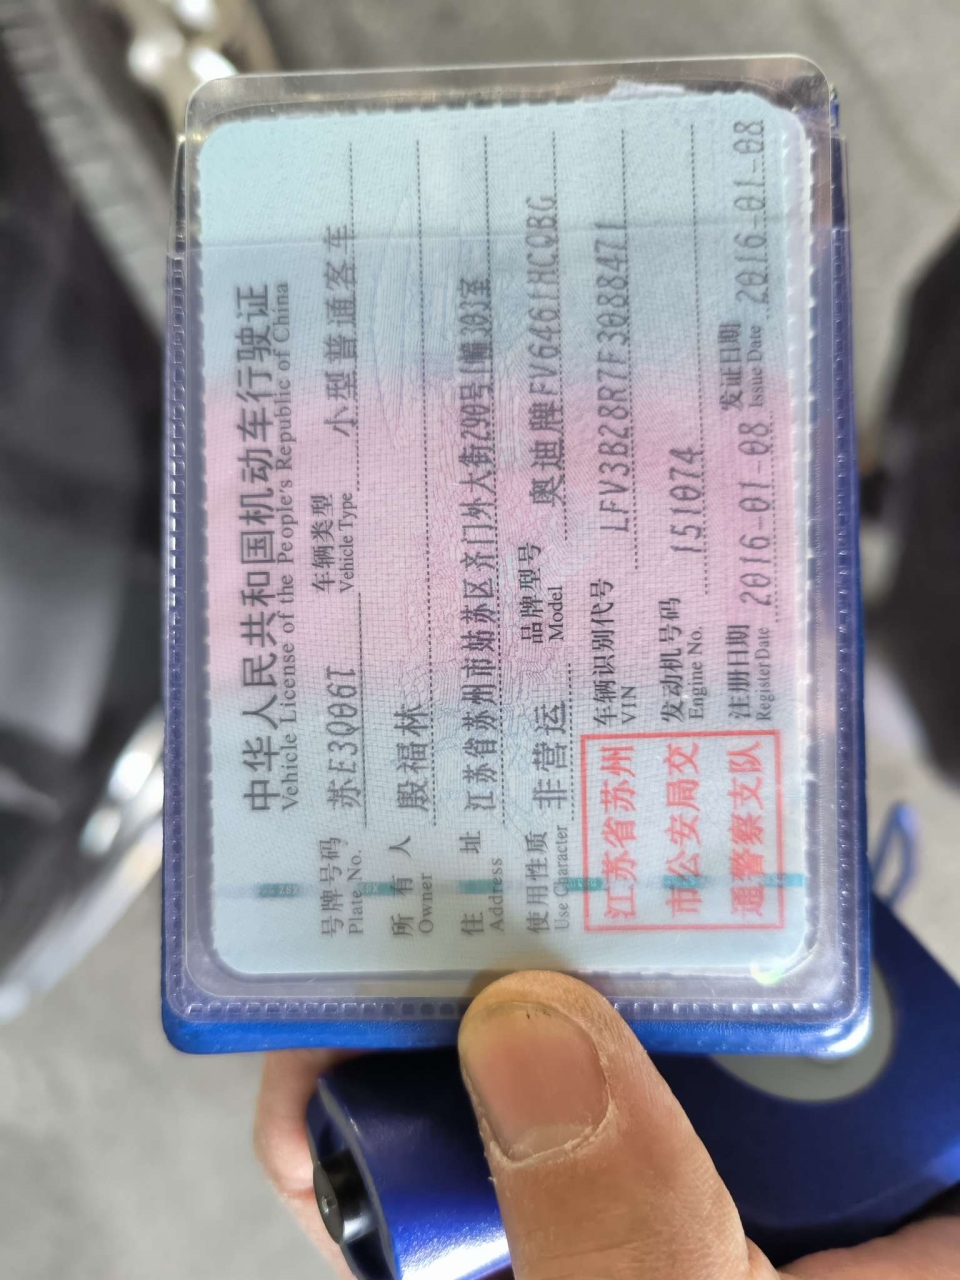 中华人民共和国机动车行驶证
Vehicle License of the People's Republic of China
号牌号码 苏E3Q06T 车辆类型 小型普通客车
Plate No. Vehicle Type
所有人 殷福林
Owner
住址 江苏省苏州市姑苏区齐门外大街290号1幢303室
Address
使用性质 非营运 品牌型号 奥迪牌FV6461HCQBG
Use Character Model
车辆识别代号 LFV3B28R7F3088471
VIN
发动机号码 151074
Engine No.
注册日期 2016-01-08 发证日期 2016-01-08
Register Date Issue Date
江苏省苏州
市公安局交
通警察支队